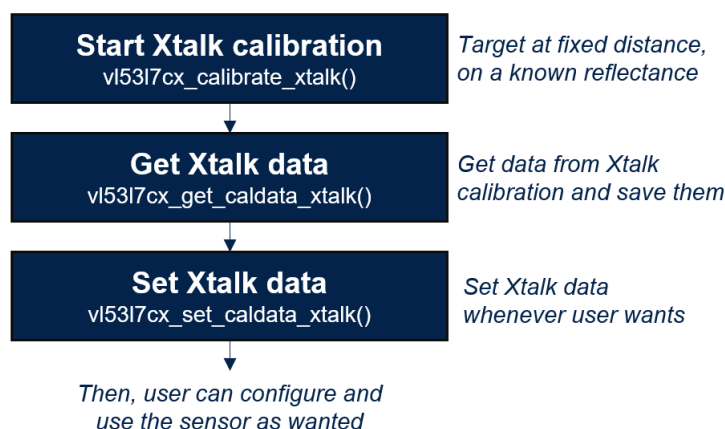 Start Xtalk calibration
vl53l7cx_calibrate_xtalk()
Target at fixed distance,
on a known reflectance
Get Xtalk data
vl53l7cx_get_caldata_xtalk()
Get data from Xtalk
calibration and save them
Set Xtalk data
vl53l7cx_set_caldata_xtalk()
Set Xtalk data
whenever user wants
Then, user can configure and
use the sensor as wanted